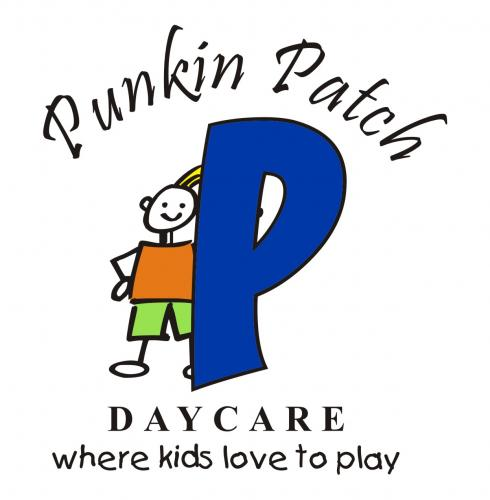 Punkin Patch
P
DAYCARE
where kids love to play